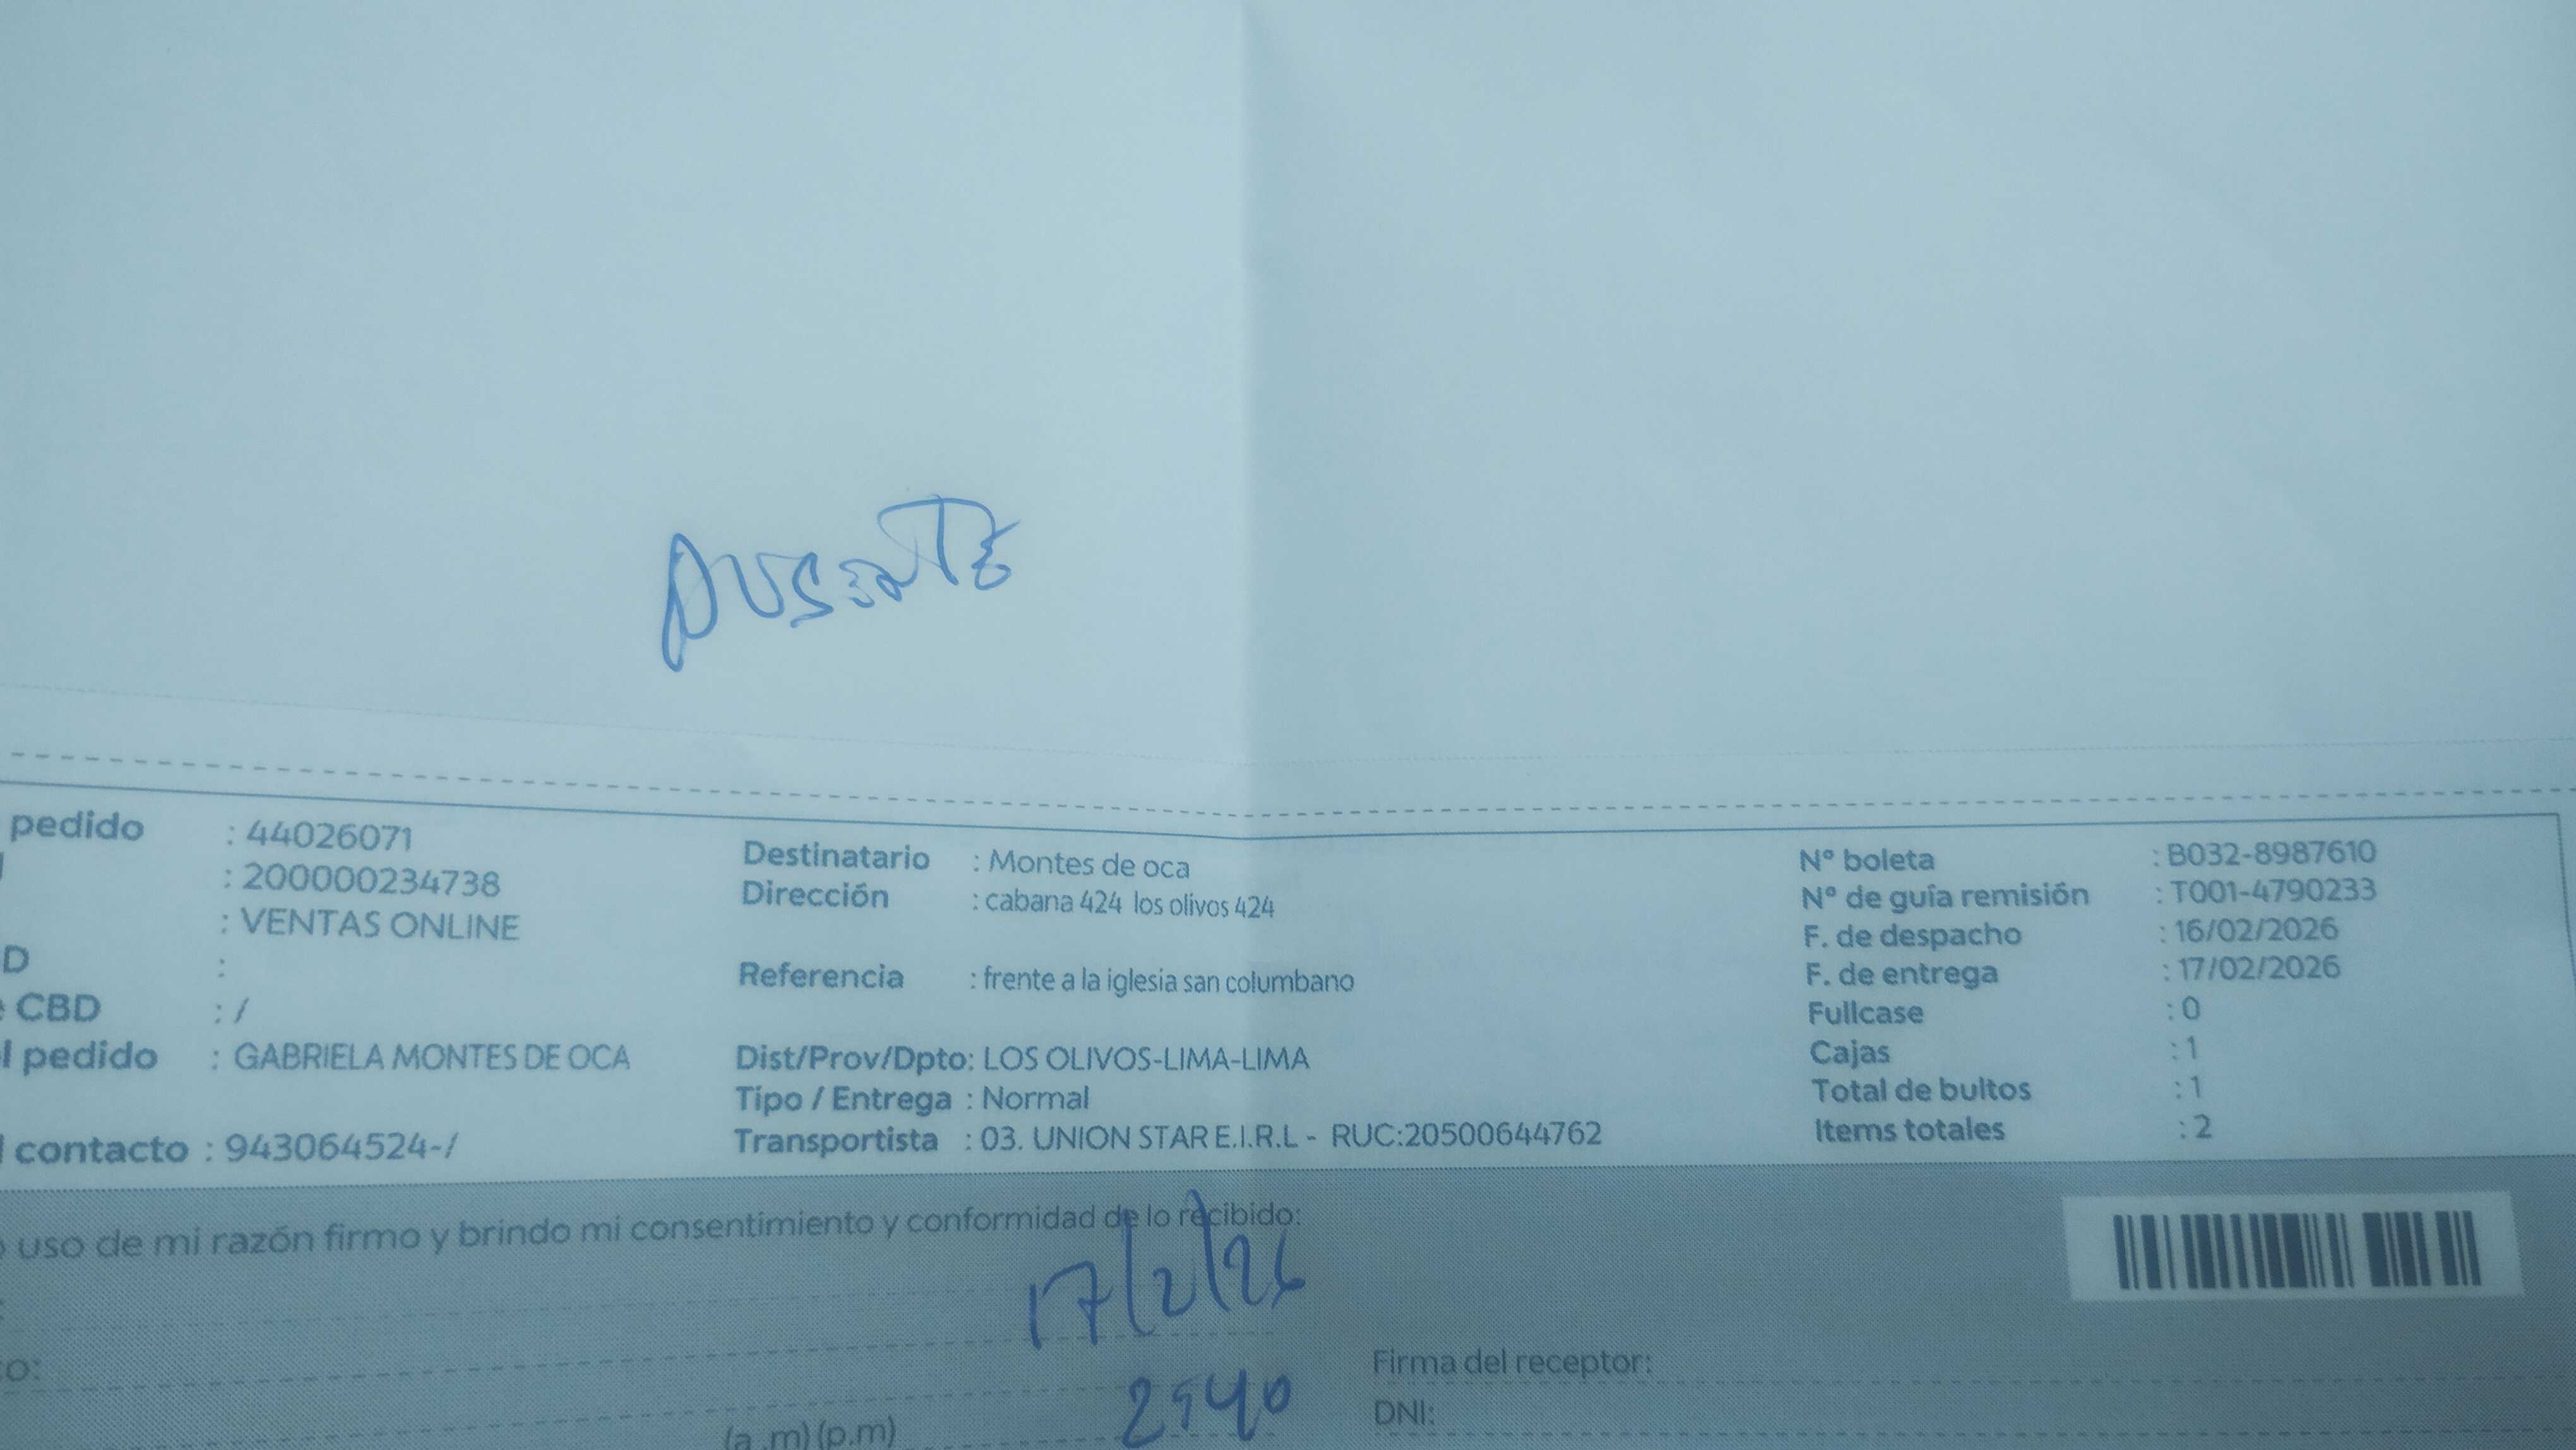 AUSENTE
pedido : 44026071
: 200000234738
: VENTAS ONLINE
D :
CBD : /
l pedido : GABRIELA MONTES DE OCA
l contacto : 943064524-/
Destinatario : Montes de oca
Dirección : cabana 424 los olivos 424
Referencia : frente a la iglesia san columbano
Dist/Prov/Dpto: LOS OLIVOS-LIMA-LIMA
Tipo / Entrega : Normal
Transportista : 03. UNION STAR E.I.R.L - RUC:20500644762
Nº boleta : B032-8987610
Nº de guía remisión : T001-4790233
F. de despacho : 16/02/2026
F. de entrega : 17/02/2026
Fullcase : 0
Cajas : 1
Total de bultos : 1
Items totales : 2
o uso de mi razón firmo y brindo mi consentimiento y conformidad de lo recibido:
17/2/26
o:
Firma del receptor:
DNI:
(a .m) (p.m)